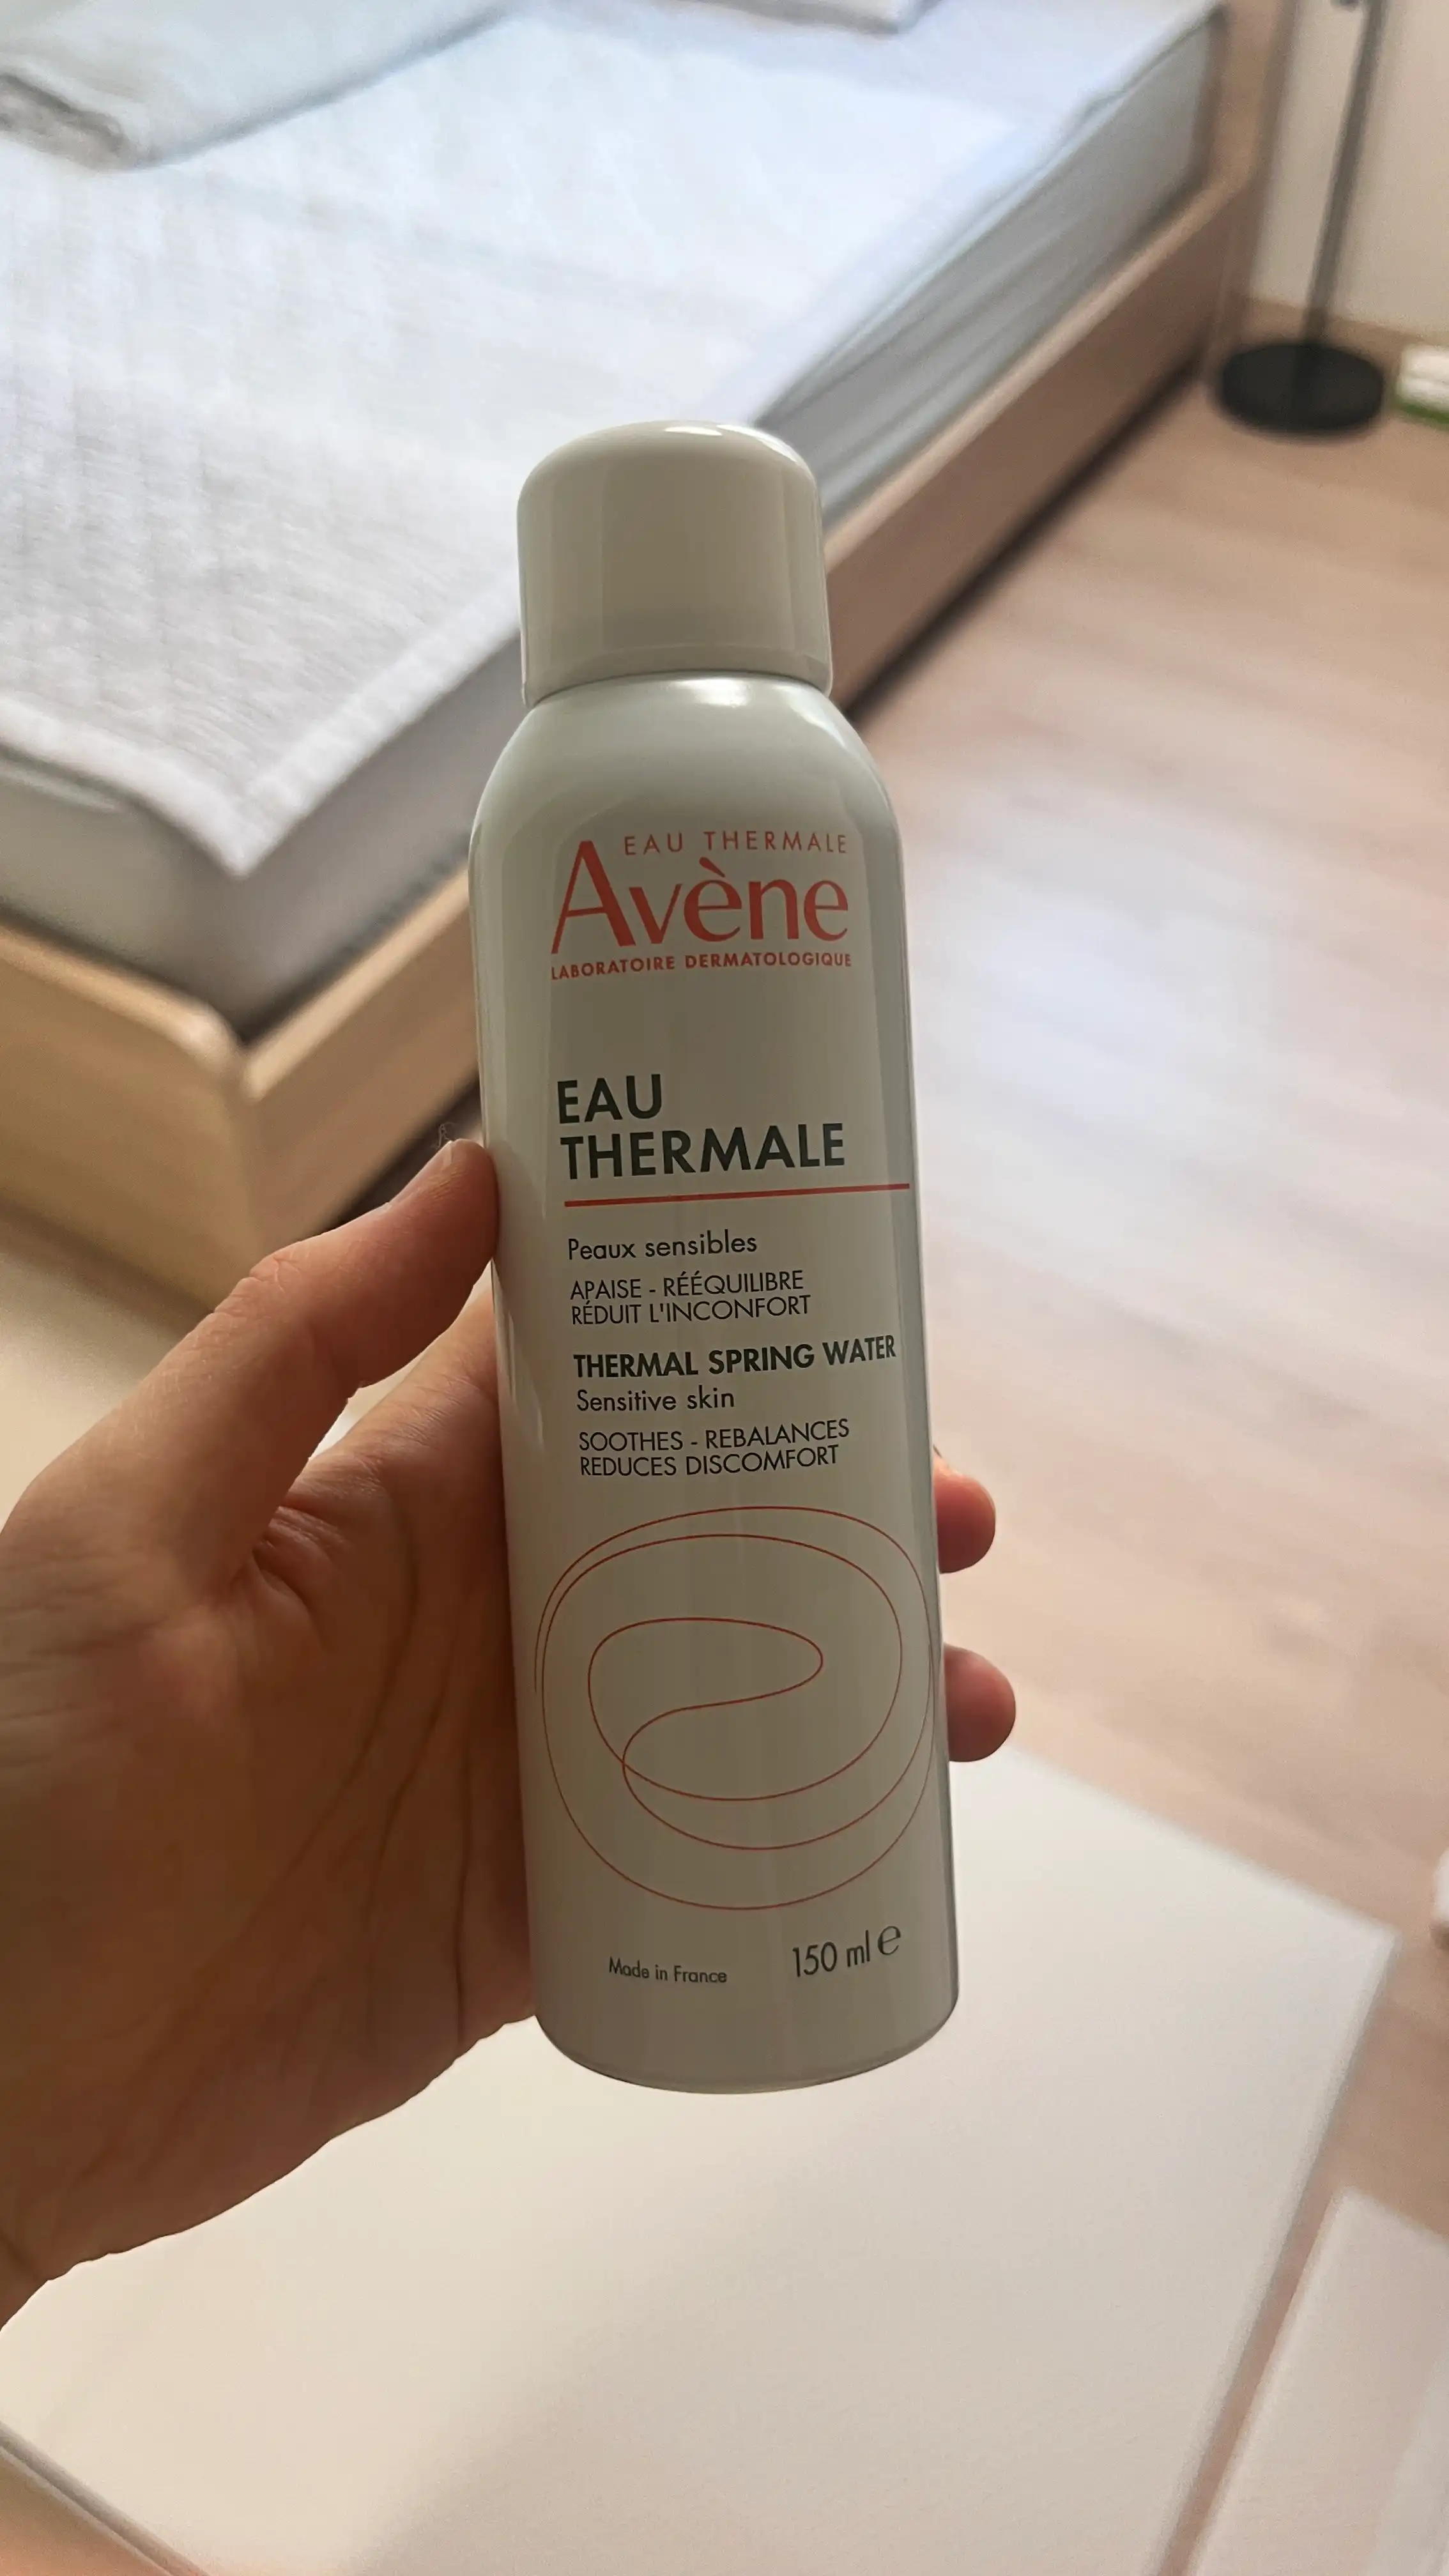 EAU THERMALE
Avène
LABORATOIRE DERMATOLOGIQUE
EAU
THERMALE
Peaux sensibles
APAISE - RÉÉQUILIBRE
RÉDUIT L'INCONFORT
THERMAL SPRING WATER
Sensitive skin
SOOTHES - REBALANCES
REDUCES DISCOMFORT
Made in France 150 ml ℮